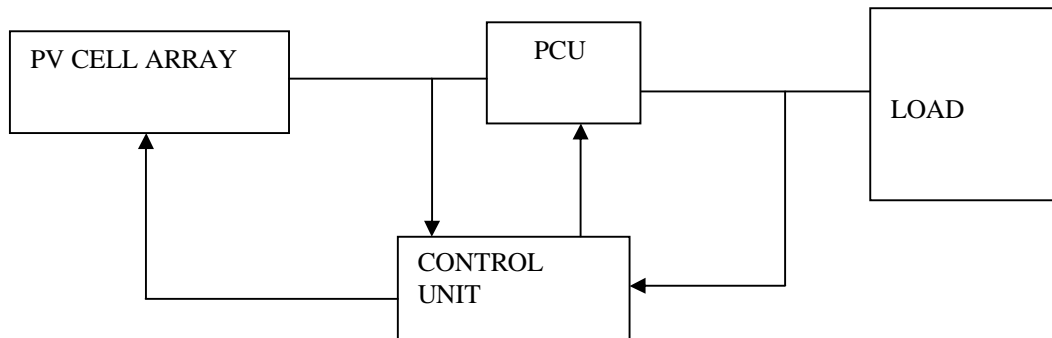 PV CELL ARRAY
PCU
LOAD
CONTROL
UNIT